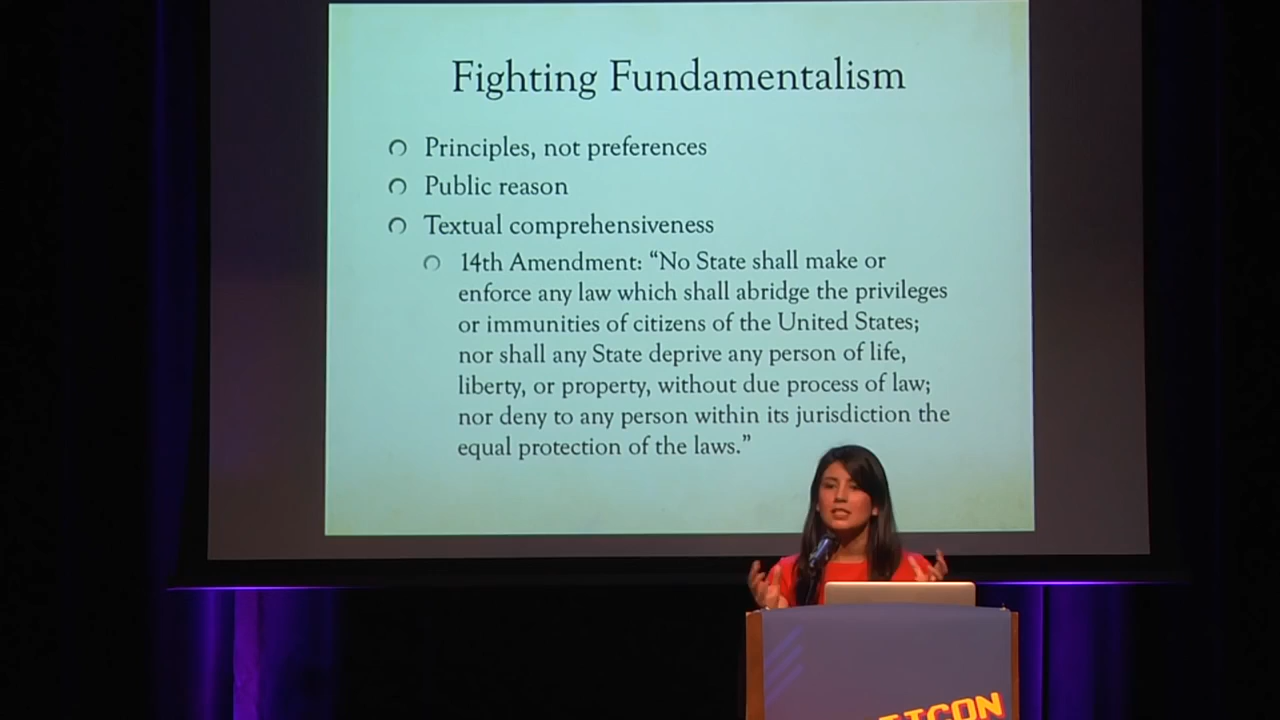 Fighting Fundamentalism
Principles, not preferences
Public reason
Textual comprehensiveness
14th Amendment: “No State shall make or
enforce any law which shall abridge the privileges
or immunities of citizens of the United States;
nor shall any State deprive any person of life,
liberty, or property, without due process of law;
nor deny to any person within its jurisdiction the
equal protection of the laws.”